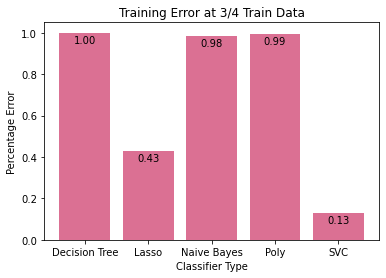 Training Error at 3/4 Train Data
Percentage Error
1.0
0.8
0.6
0.4
0.2
0.0
1.00
0.43
0.98
0.99
0.13
Decision Tree Lasso Naive Bayes Poly SVC
Classifier Type